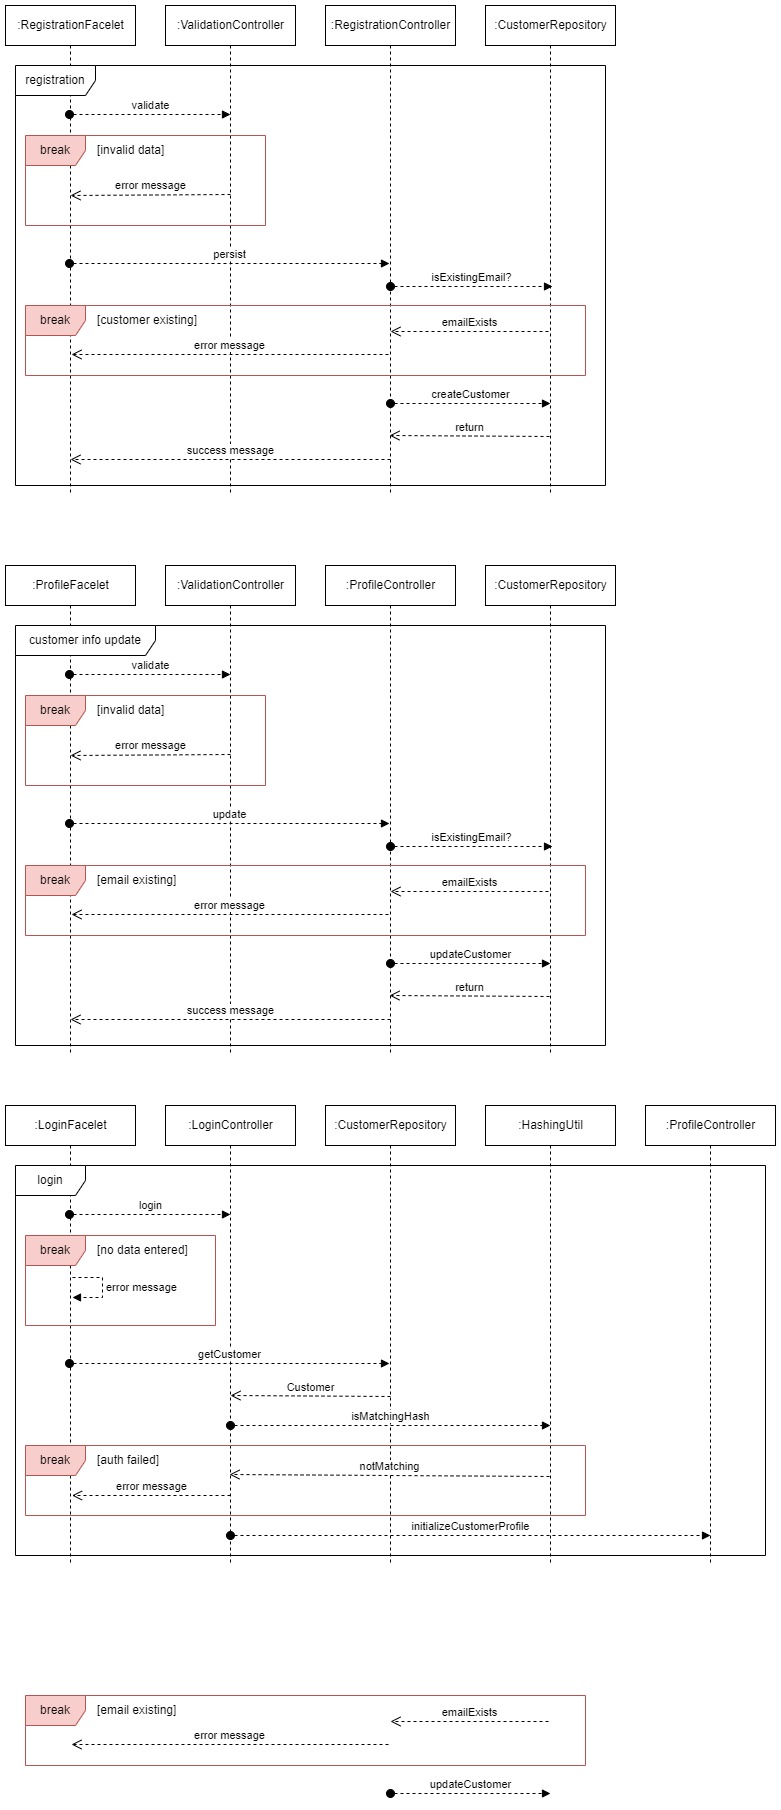 :RegistrationFacelet
:ValidationController
:RegistrationController
:CustomerRepository
registration
validate
break
[invalid data]
error message
persist
isExistingEmail?
break
[customer existing]
emailExists
error message
createCustomer
return
success message
:ProfileFacelet
:ValidationController
:ProfileController
:CustomerRepository
customer info update
validate
break
[invalid data]
error message
update
isExistingEmail?
break
[email existing]
emailExists
error message
updateCustomer
return
success message
:LoginFacelet
:LoginController
:CustomerRepository
:HashingUtil
:ProfileController
login
login
break
[no data entered]
error message
getCustomer
Customer
isMatchingHash
break
[auth failed]
notMatching
error message
initializeCustomerProfile
break
[email existing]
emailExists
error message
updateCustomer